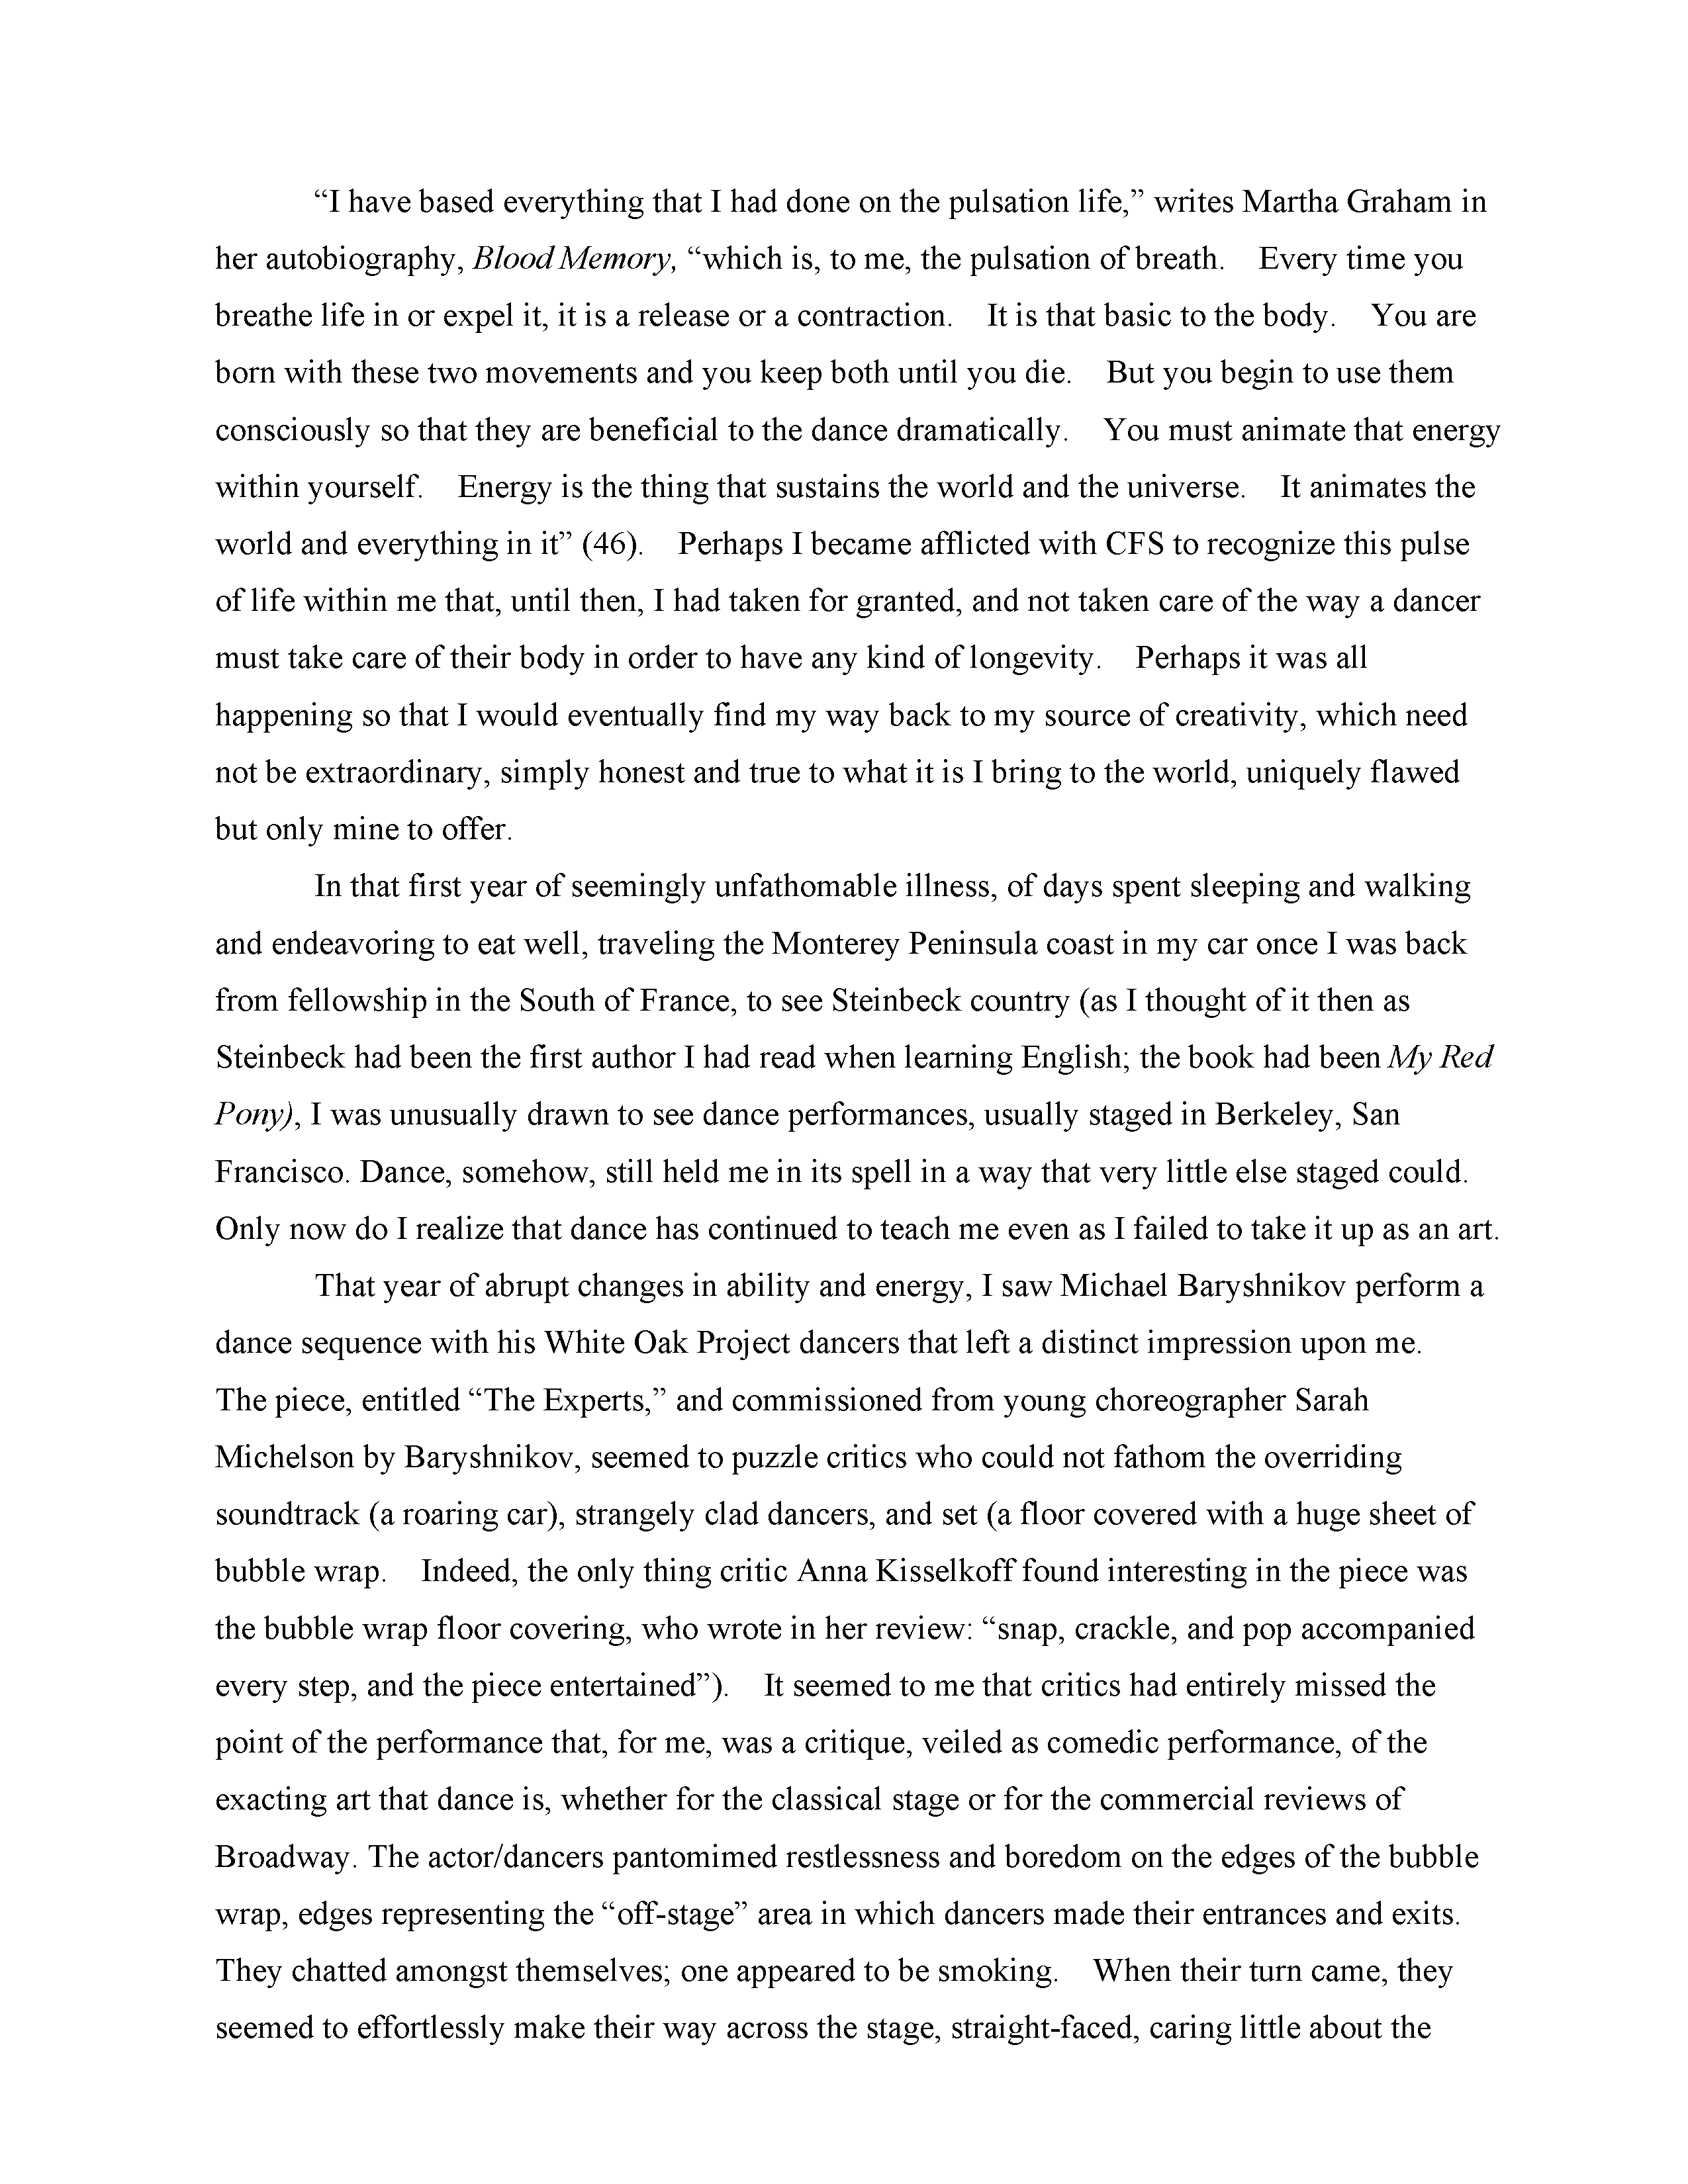 “I have based everything that I had done on the pulsation life,” writes Martha Graham in
her autobiography, Blood Memory, “which is, to me, the pulsation of breath. Every time you
breathe life in or expel it, it is a release or a contraction. It is that basic to the body. You are
born with these two movements and you keep both until you die. But you begin to use them
consciously so that they are beneficial to the dance dramatically. You must animate that energy
within yourself. Energy is the thing that sustains the world and the universe. It animates the
world and everything in it” (46). Perhaps I became afflicted with CFS to recognize this pulse
of life within me that, until then, I had taken for granted, and not taken care of the way a dancer
must take care of their body in order to have any kind of longevity. Perhaps it was all
happening so that I would eventually find my way back to my source of creativity, which need
not be extraordinary, simply honest and true to what it is I bring to the world, uniquely flawed
but only mine to offer.
In that first year of seemingly unfathomable illness, of days spent sleeping and walking
and endeavoring to eat well, traveling the Monterey Peninsula coast in my car once I was back
from fellowship in the South of France, to see Steinbeck country (as I thought of it then as
Steinbeck had been the first author I had read when learning English; the book had been My Red
Pony), I was unusually drawn to see dance performances, usually staged in Berkeley, San
Francisco. Dance, somehow, still held me in its spell in a way that very little else staged could.
Only now do I realize that dance has continued to teach me even as I failed to take it up as an art.
That year of abrupt changes in ability and energy, I saw Michael Baryshnikov perform a
dance sequence with his White Oak Project dancers that left a distinct impression upon me.
The piece, entitled “The Experts,” and commissioned from young choreographer Sarah
Michelson by Baryshnikov, seemed to puzzle critics who could not fathom the overriding
soundtrack (a roaring car), strangely clad dancers, and set (a floor covered with a huge sheet of
bubble wrap. Indeed, the only thing critic Anna Kisselkoff found interesting in the piece was
the bubble wrap floor covering, who wrote in her review: “snap, crackle, and pop accompanied
every step, and the piece entertained”). It seemed to me that critics had entirely missed the
point of the performance that, for me, was a critique, veiled as comedic performance, of the
exacting art that dance is, whether for the classical stage or for the commercial reviews of
Broadway. The actor/dancers pantomimed restlessness and boredom on the edges of the bubble
wrap, edges representing the “off-stage” area in which dancers made their entrances and exits.
They chatted amongst themselves; one appeared to be smoking. When their turn came, they
seemed to effortlessly make their way across the stage, straight-faced, caring little about the